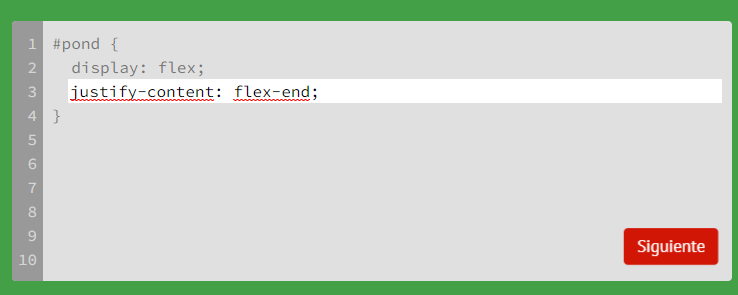 1 #pond {
2 display: flex;
3 justify-content: flex-end;
4 }
5
6
7
8
9
10
Siguiente